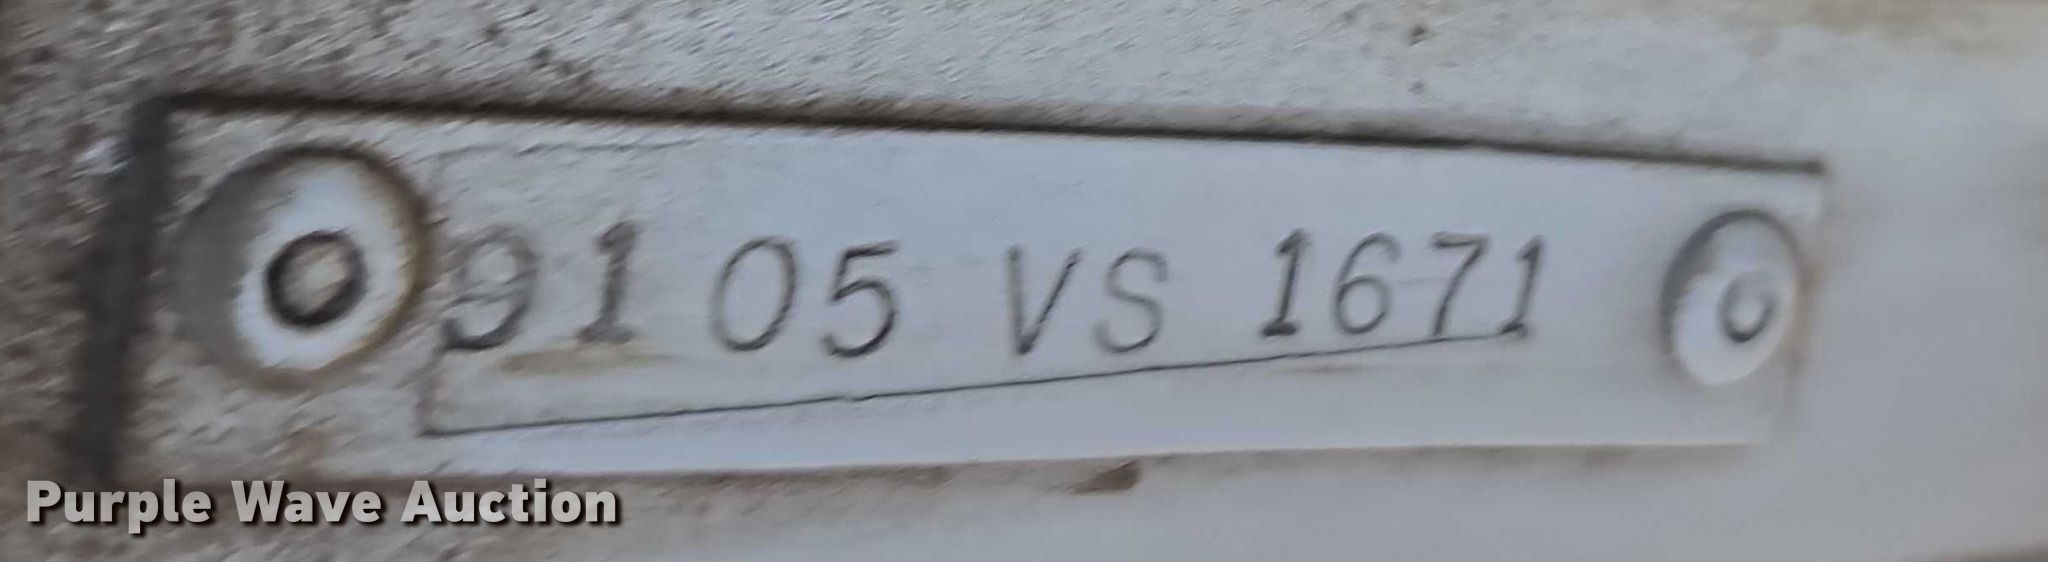 91 05 VS 1671
Purple Wave Auction